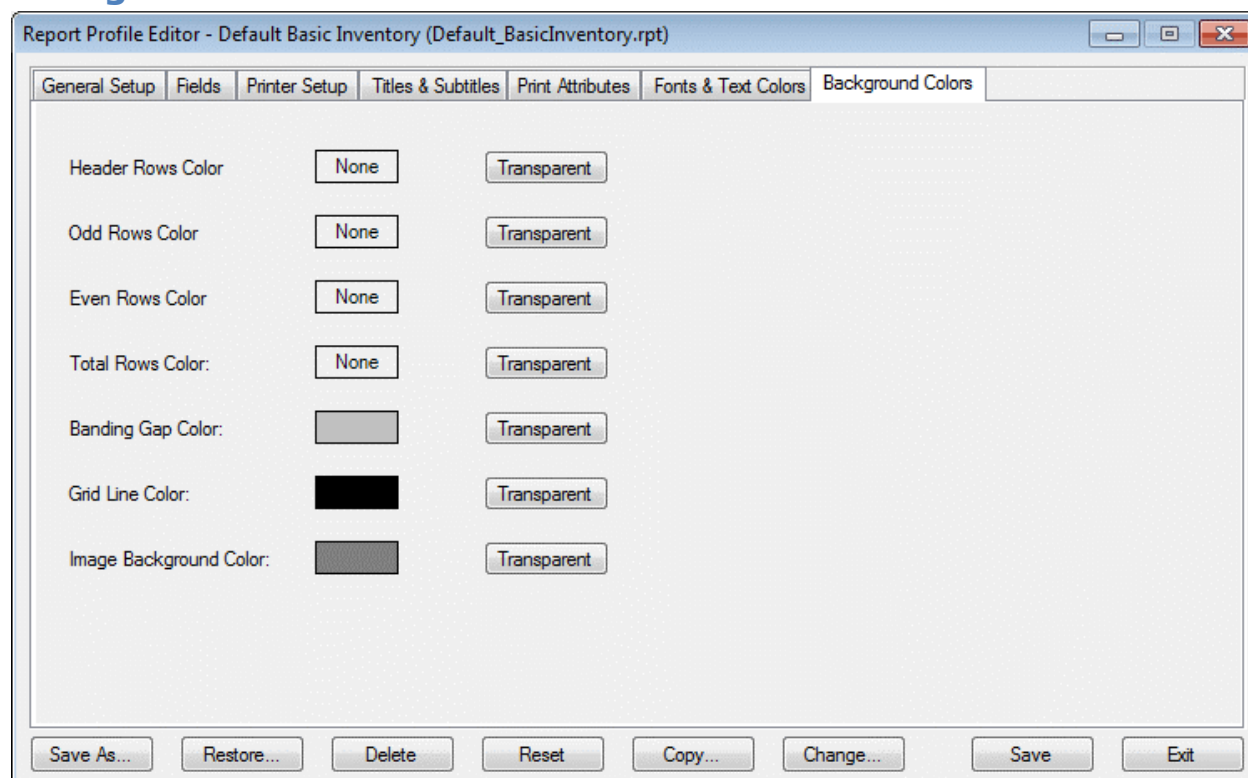 Report Profile Editor - Default Basic Inventory (Default_BasicInventory.rpt)
General Setup Fields Printer Setup Titles & Subtitles Print Attributes Fonts & Text Colors Background Colors
Header Rows Color None Transparent
Odd Rows Color None Transparent
Even Rows Color None Transparent
Total Rows Color: None Transparent
Banding Gap Color: Transparent
Grid Line Color: Transparent
Image Background Color: Transparent
Save As... Restore... Delete Reset Copy... Change... Save Exit